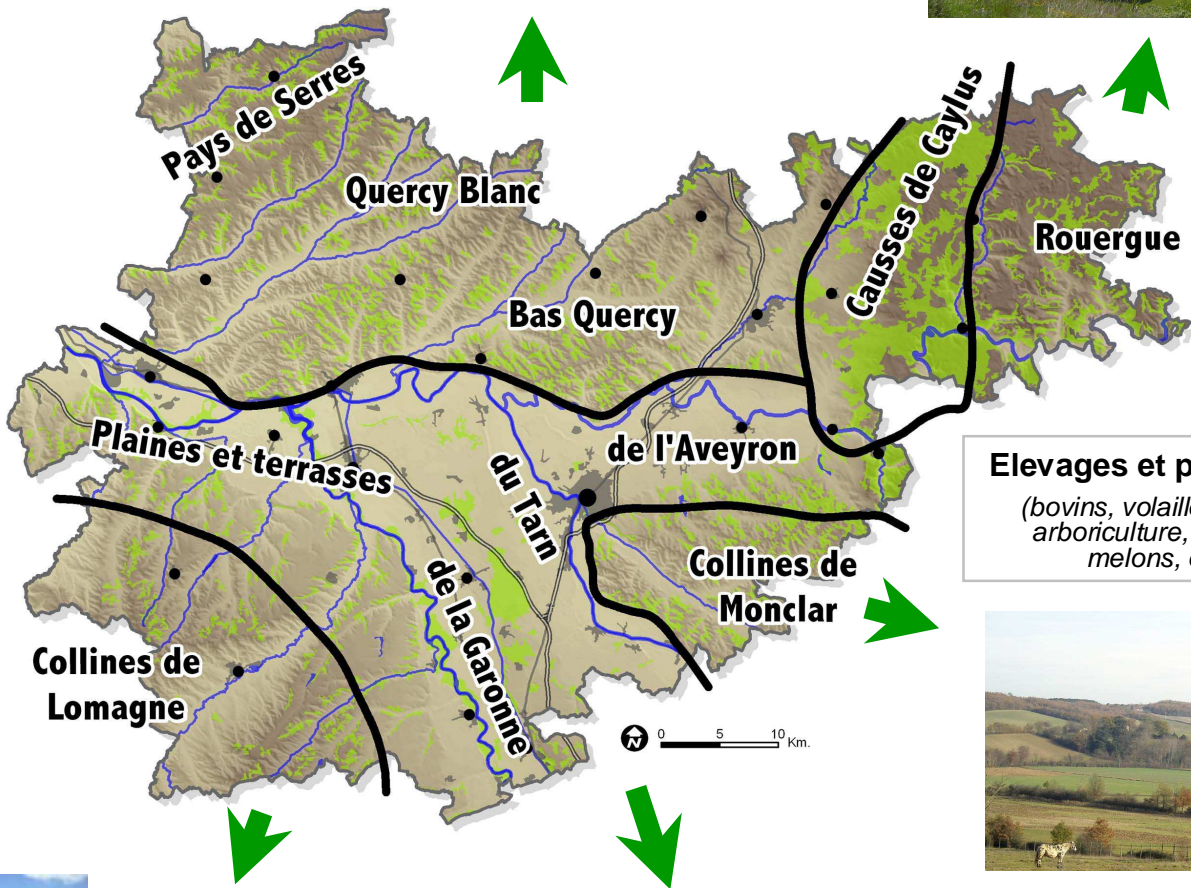 Pays de Serres
Quercy Blanc
Causses de Caylus
Rouergue
Bas Quercy
Plaines et terrasses
du Tarn
de l'Aveyron
de la Garonne
Collines de
Monclar
Collines de
Lomagne
N
0 5 10 Km.
Elevages et p
(bovins, volaill
arboriculture,
melons,